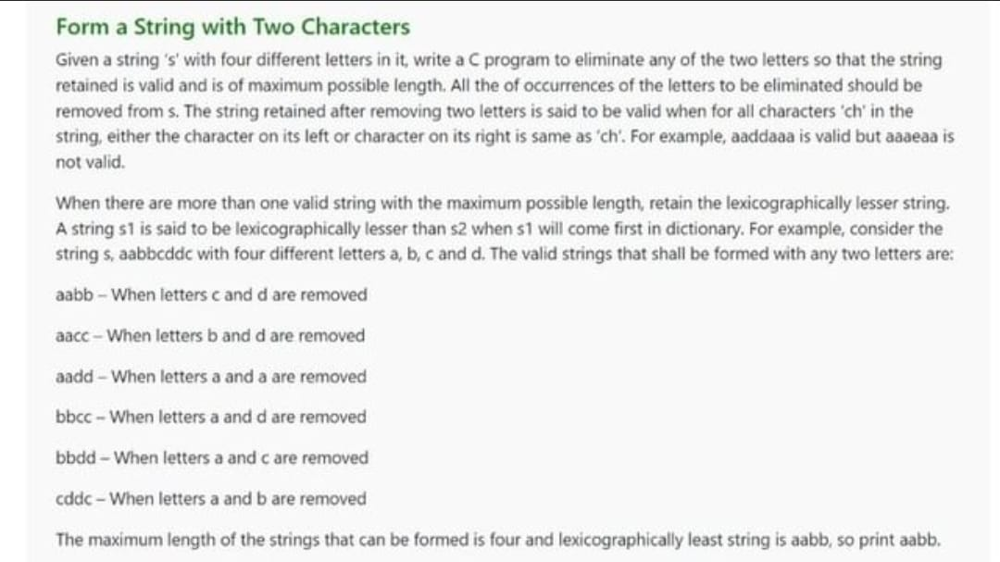 Form a String with Two Characters
Given a string 's' with four different letters in it, write a C program to eliminate any of the two letters so that the string
retained is valid and is of maximum possible length. All the of occurrences of the letters to be eliminated should be
removed from s. The string retained after removing two letters is said to be valid when for all characters 'ch' in the
string, either the character on its left or character on its right is same as 'ch'. For example, aaddaaa is valid but aaaeaa is
not valid.
When there are more than one valid string with the maximum possible length, retain the lexicographically lesser string.
A string s1 is said to be lexicographically lesser than s2 when s1 will come first in dictionary. For example, consider the
string s, aabbcddc with four different letters a, b, c and d. The valid strings that shall be formed with any two letters are:
aabb – When letters c and d are removed
aacc – When letters b and d are removed
aadd – When letters a and a are removed
bbcc – When letters a and d are removed
bbdd – When letters a and c are removed
cddc – When letters a and b are removed
The maximum length of the strings that can be formed is four and lexicographically least string is aabb, so print aabb.